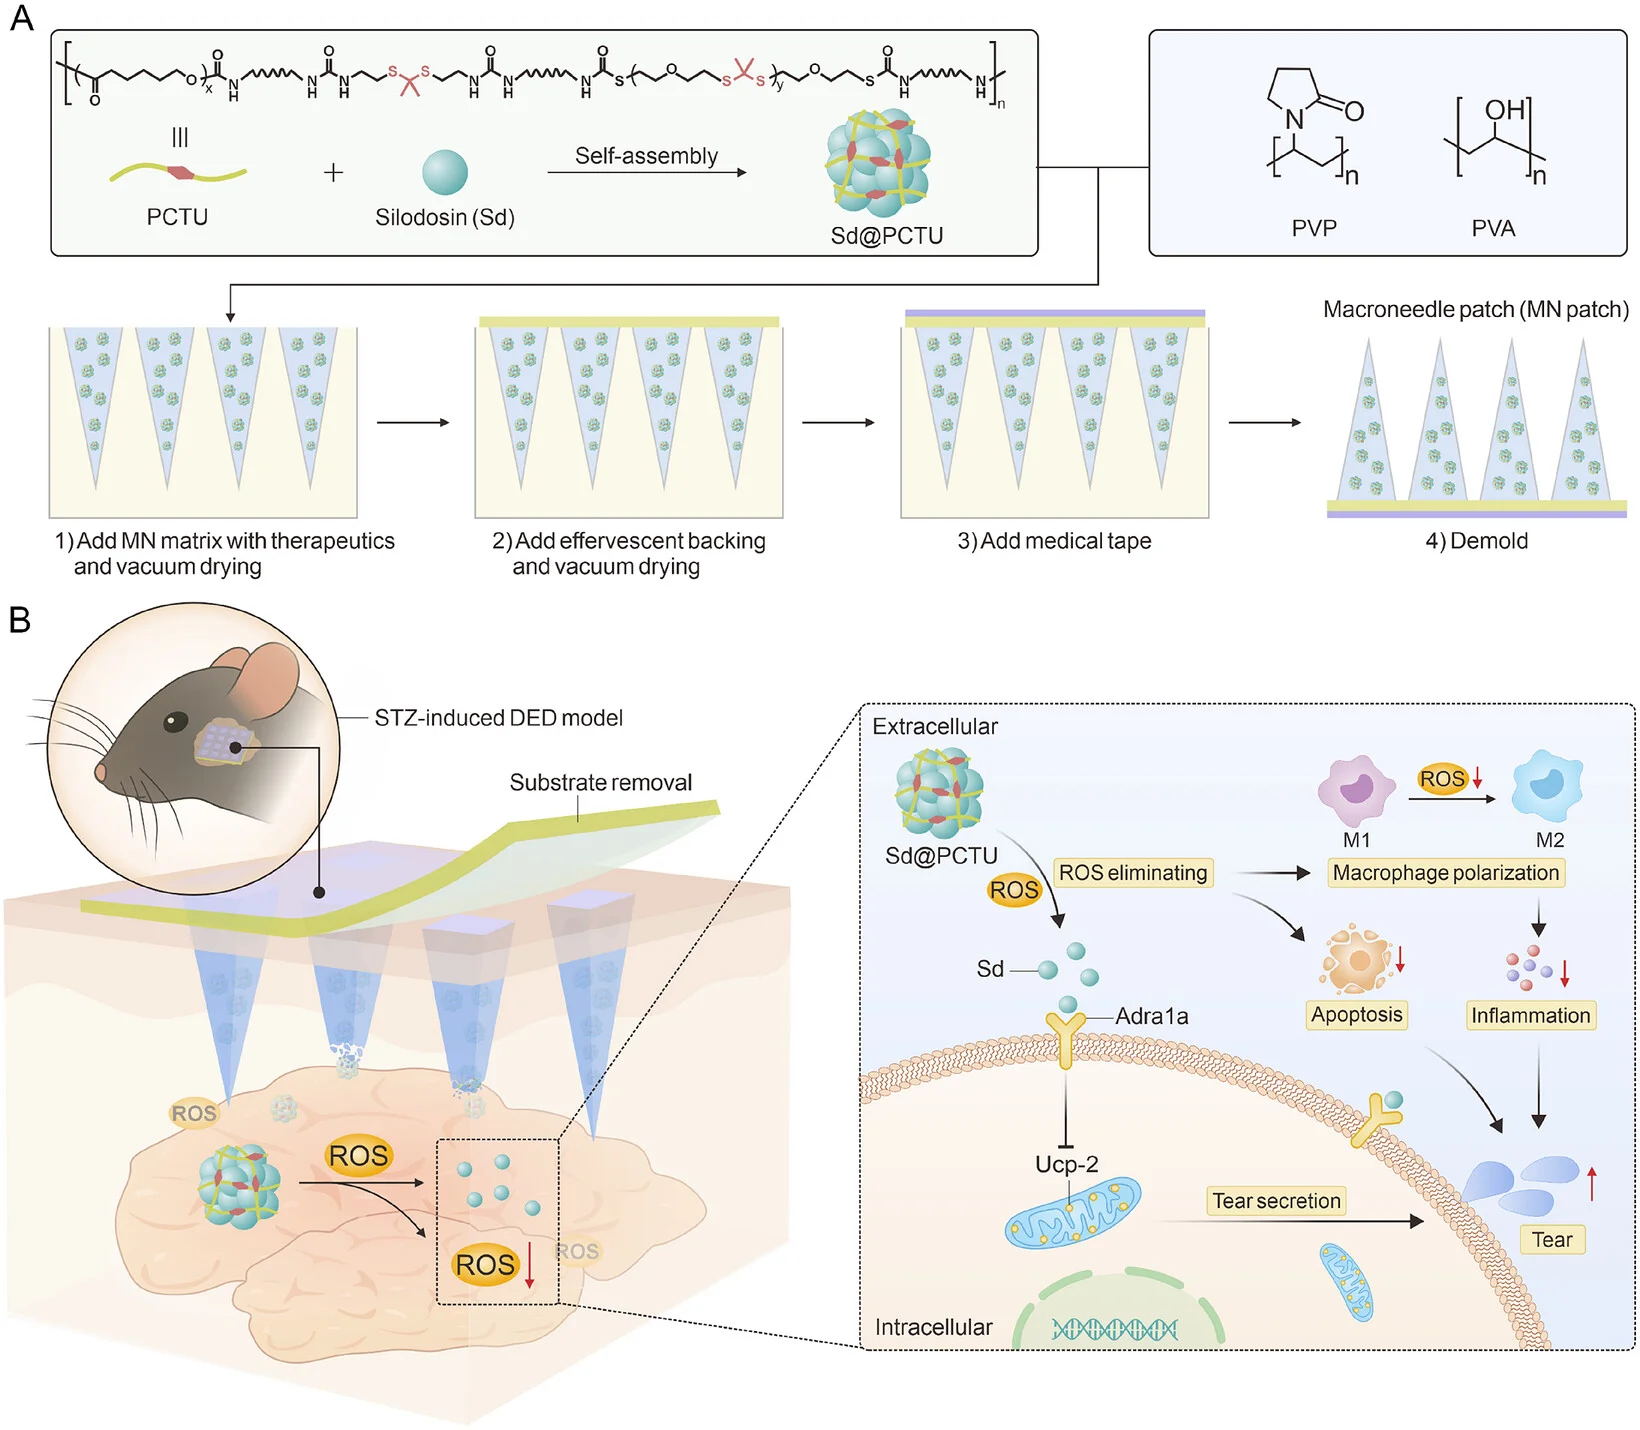 A
O
O
x
O
N
H
N
H
O
N
H
S
S
N
H
O
N
H
N
H
O
S
O
S
S
y
O
S
O
N
H
N
H
n
PCTU
+
Silodosin (Sd)
Self-assembly
Sd@PCTU
N
O
n
PVP
OH
n
PVA
Macroneedle patch (MN patch)
1) Add MN matrix with therapeutics
and vacuum drying
2) Add effervescent backing
and vacuum drying
3) Add medical tape
4) Demold
B
STZ-induced DED model
Substrate removal
ROS
ROS
ROS
ROS
Extracellular
Sd@PCTU
ROS
ROS eliminating
M1
ROS
M2
Macrophage polarization
Sd
Adra1a
Apoptosis
Inflammation
Ucp-2
Tear secretion
Tear
Intracellular